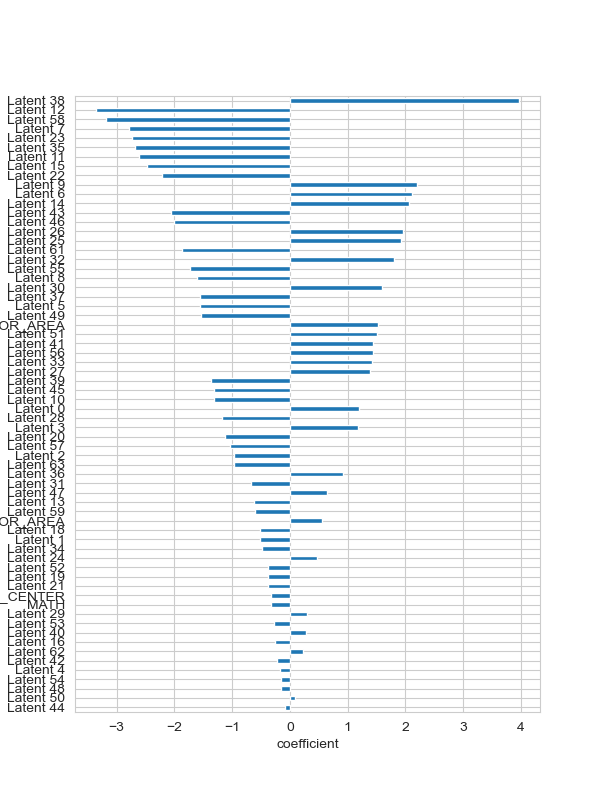 Latent 38
Latent 12
Latent 58
Latent 7
Latent 23
Latent 35
Latent 11
Latent 15
Latent 22
Latent 9
Latent 6
Latent 14
Latent 43
Latent 46
Latent 26
Latent 25
Latent 61
Latent 32
Latent 55
Latent 8
Latent 30
Latent 37
Latent 5
Latent 49
OR_AREA
Latent 51
Latent 41
Latent 56
Latent 33
Latent 27
Latent 39
Latent 45
Latent 10
Latent 0
Latent 28
Latent 3
Latent 20
Latent 57
Latent 2
Latent 63
Latent 36
Latent 31
Latent 47
Latent 13
Latent 59
OR_AREA
Latent 18
Latent 1
Latent 34
Latent 24
Latent 52
Latent 19
Latent 21
_CENTER
MATH
Latent 29
Latent 53
Latent 40
Latent 16
Latent 62
Latent 42
Latent 4
Latent 54
Latent 48
Latent 50
Latent 44
−3 −2 −1 0 1 2 3 4
coefficient